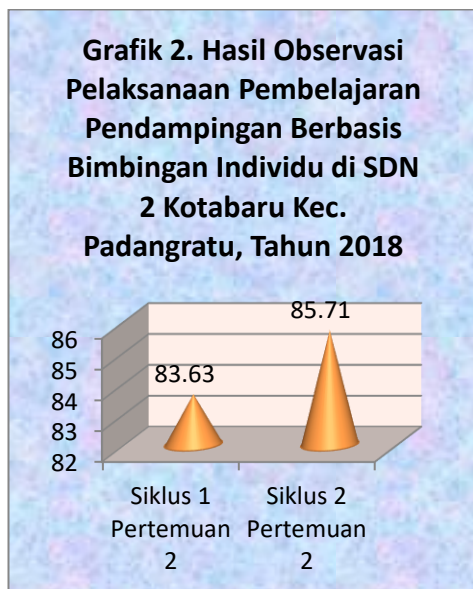 Grafik 2. Hasil Observasi
Pelaksanaan Pembelajaran
Pendampingan Berbasis
Bimbingan Individu di SDN
2 Kotabaru Kec.
Padangratu, Tahun 2018
85.71
83.63
86
85
84
83
82
Siklus 1
Pertemuan
2
Siklus 2
Pertemuan
2